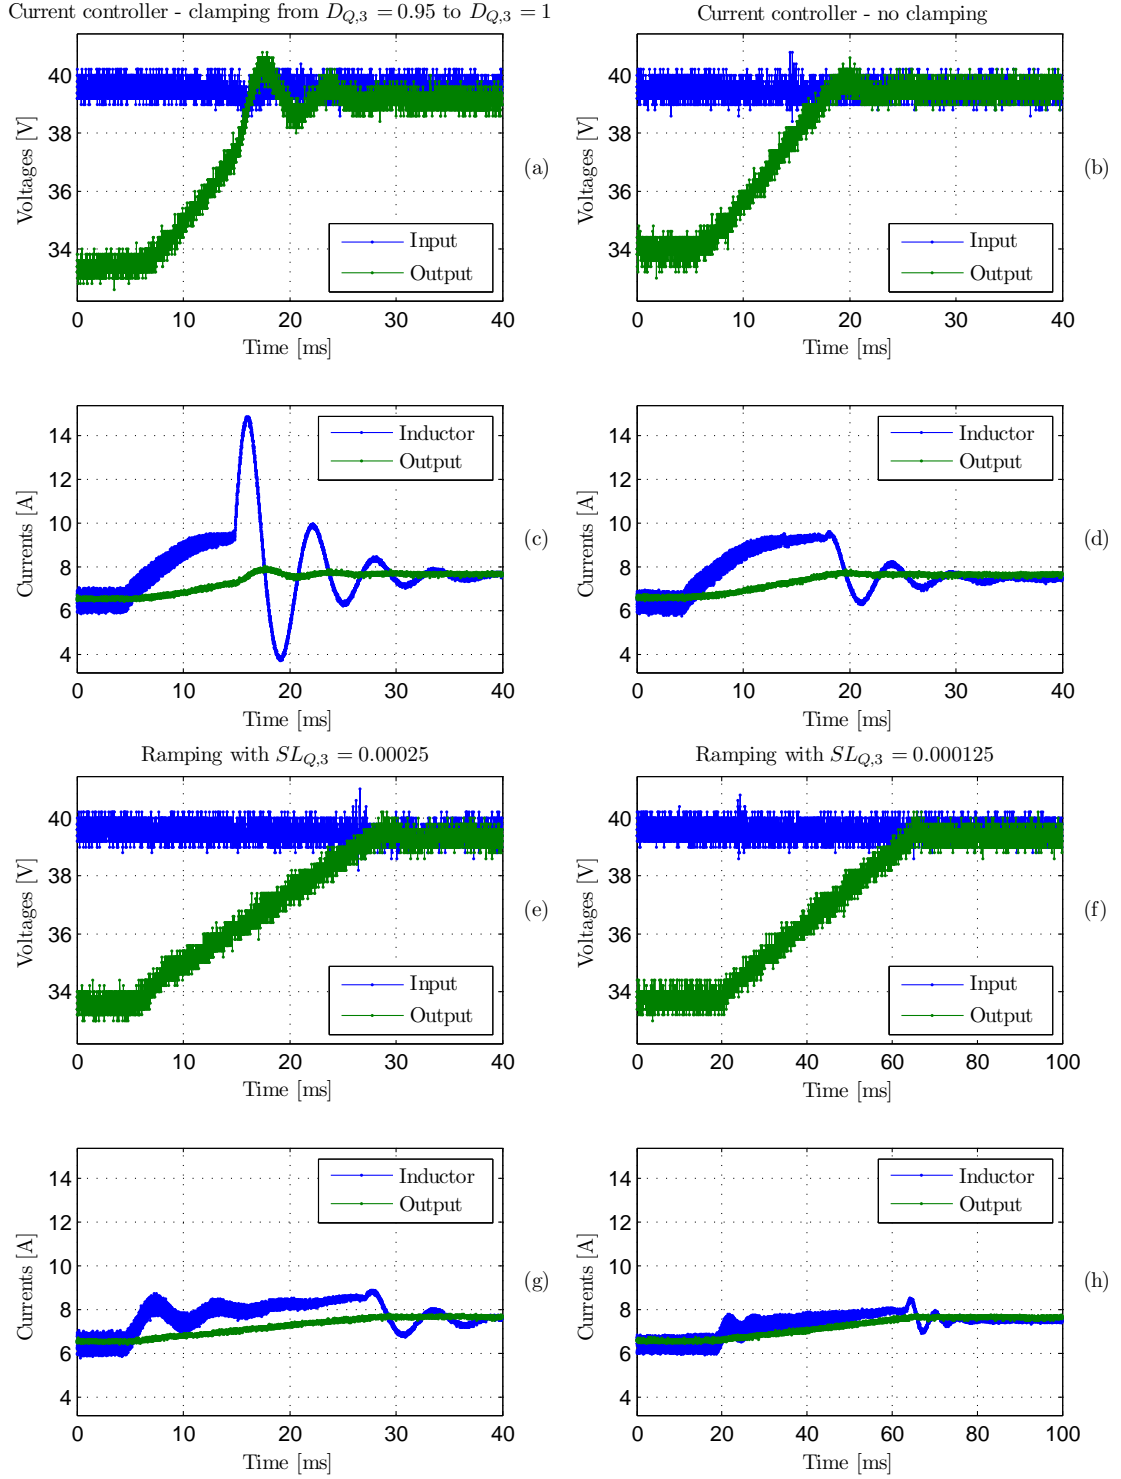 Current controller - clamping from D_{Q,3} = 0.95 to D_{Q,3} = 1
40
38
36
34
Voltages [V]
Input
Output
0 10 20 30 40
Time [ms]
(a)
Current controller - no clamping
40
38
36
34
Voltages [V]
Input
Output
0 10 20 30 40
Time [ms]
(b)
14
12
10
8
6
4
Currents [A]
Inductor
Output
0 10 20 30 40
Time [ms]
(c)
14
12
10
8
6
4
Currents [A]
Inductor
Output
0 10 20 30 40
Time [ms]
(d)
Ramping with SL_{Q,3} = 0.00025
40
38
36
34
Voltages [V]
Input
Output
0 10 20 30 40
Time [ms]
(e)
Ramping with SL_{Q,3} = 0.000125
40
38
36
34
Voltages [V]
Input
Output
0 20 40 60 80 100
Time [ms]
(f)
14
12
10
8
6
4
Currents [A]
Inductor
Output
0 10 20 30 40
Time [ms]
(g)
14
12
10
8
6
4
Currents [A]
Inductor
Output
0 20 40 60 80 100
Time [ms]
(h)